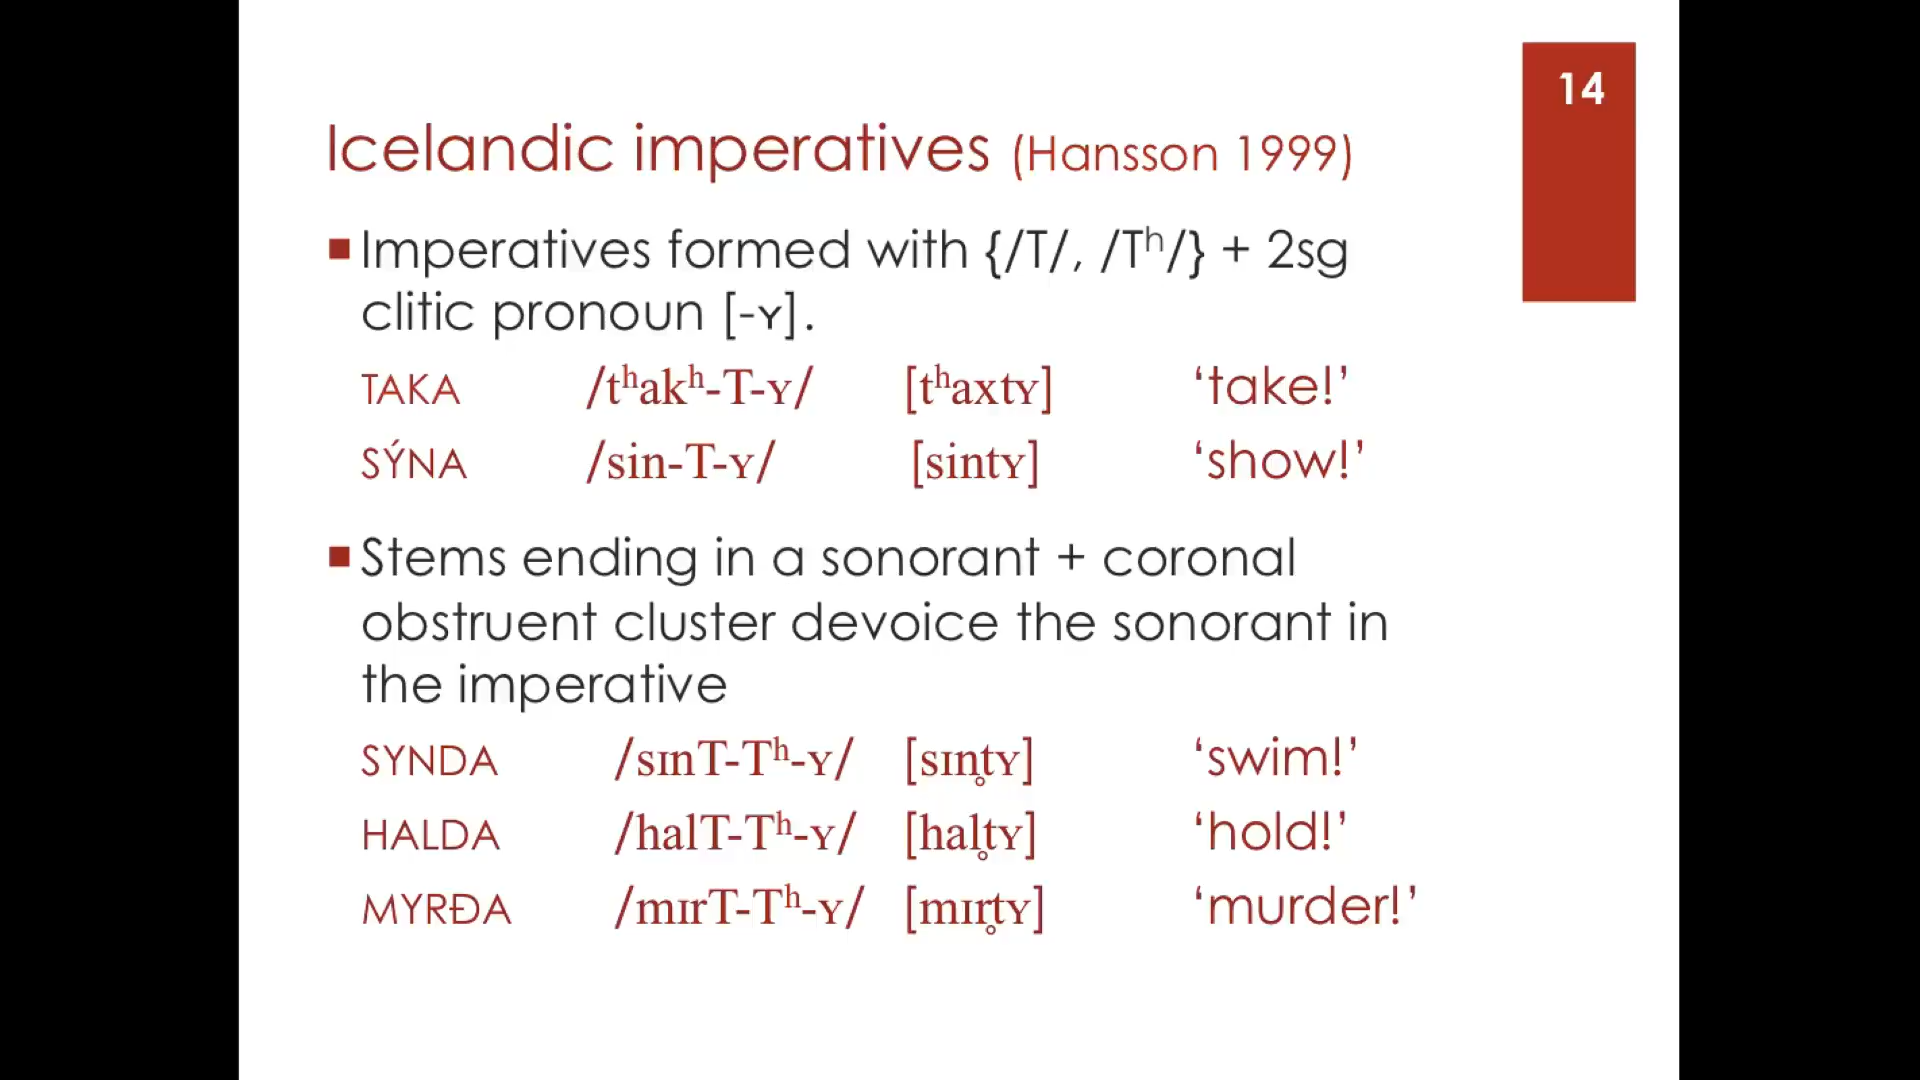 14
Icelandic imperatives (Hansson 1999)
▪Imperatives formed with {/T/, /Tʰ/} + 2sg
clitic pronoun [-ʏ].
TAKA /tʰakʰ-T-ʏ/ [tʰaxtʏ] ‘take!’
SÝNA /sin-T-ʏ/ [sintʏ] ‘show!’
▪Stems ending in a sonorant + coronal
obstruent cluster devoice the sonorant in
the imperative
SYNDA /sɪnT-Tʰ-ʏ/ [sɪn̥tʏ] ‘swim!’
HALDA /halT-Tʰ-ʏ/ [hal̥tʏ] ‘hold!’
MYRÐA /mɪrT-Tʰ-ʏ/ [mɪr̥tʏ] ‘murder!’